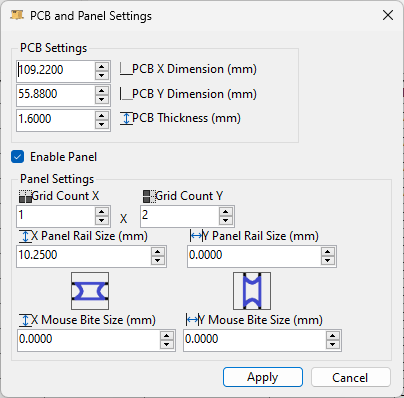 PCB and Panel Settings
PCB Settings
109.2200 PCB X Dimension (mm)
55.8800 PCB Y Dimension (mm)
1.6000 PCB Thickness (mm)
Enable Panel
Panel Settings
Grid Count X Grid Count Y
1 X 2
X Panel Rail Size (mm) Y Panel Rail Size (mm)
10.2500 0.0000
X Mouse Bite Size (mm) Y Mouse Bite Size (mm)
0.0000 0.0000
Apply Cancel